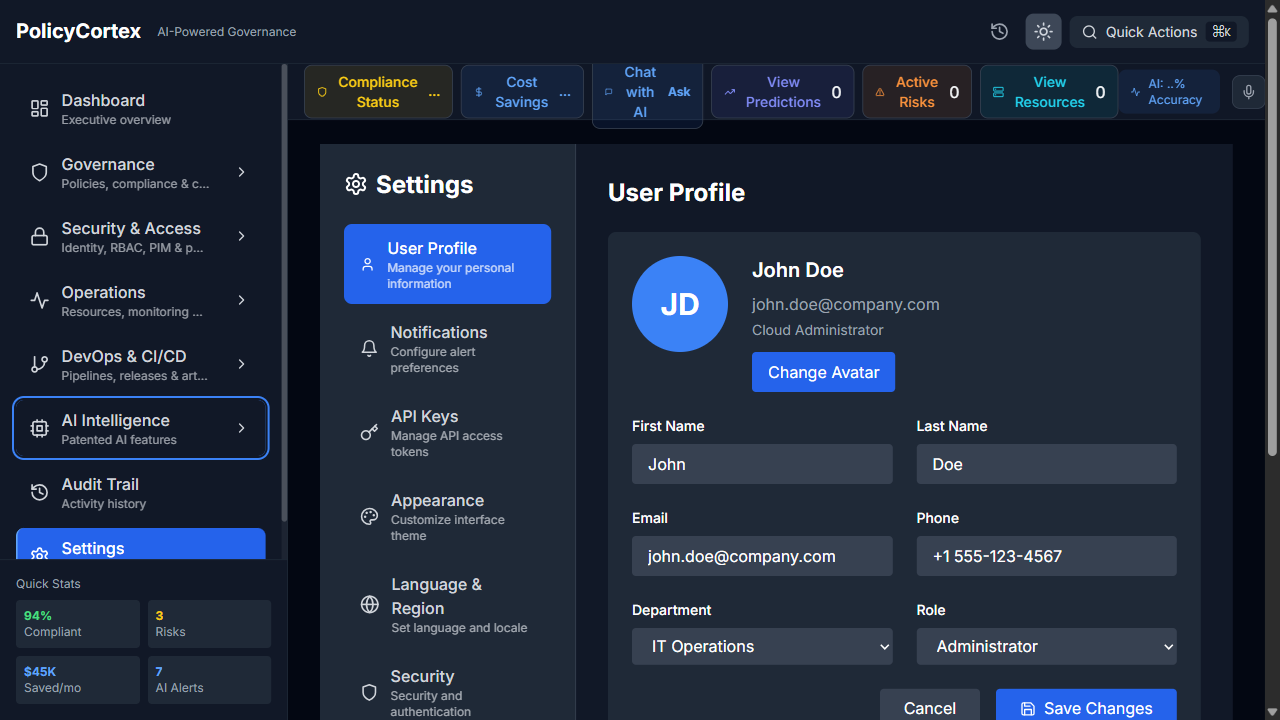 PolicyCortex AI-Powered Governance
Quick Actions ⌘K
Dashboard
Executive overview
Governance
Policies, compliance & c...
Security & Access
Identity, RBAC, PIM & p...
Operations
Resources, monitoring ...
DevOps & CI/CD
Pipelines, releases & art...
AI Intelligence
Patented AI features
Audit Trail
Activity history
Settings
Quick Stats
94%
Compliant
3
Risks
$45K
Saved/mo
7
AI Alerts
Compliance
Status
...
Cost
Savings
...
Chat
with
AI
Ask
View
Predictions
0
Active
Risks
0
View
Resources
0
AI: ..%
Accuracy
Settings
User Profile
Manage your personal
information
Notifications
Configure alert
preferences
API Keys
Manage API access
tokens
Appearance
Customize interface
theme
Language &
Region
Set language and locale
Security
Security and
authentication
User Profile
JD
John Doe
john.doe@company.com
Cloud Administrator
Change Avatar
First Name
John
Last Name
Doe
Email
john.doe@company.com
Phone
+1 555-123-4567
Department
IT Operations
Role
Administrator
Cancel
Save Changes